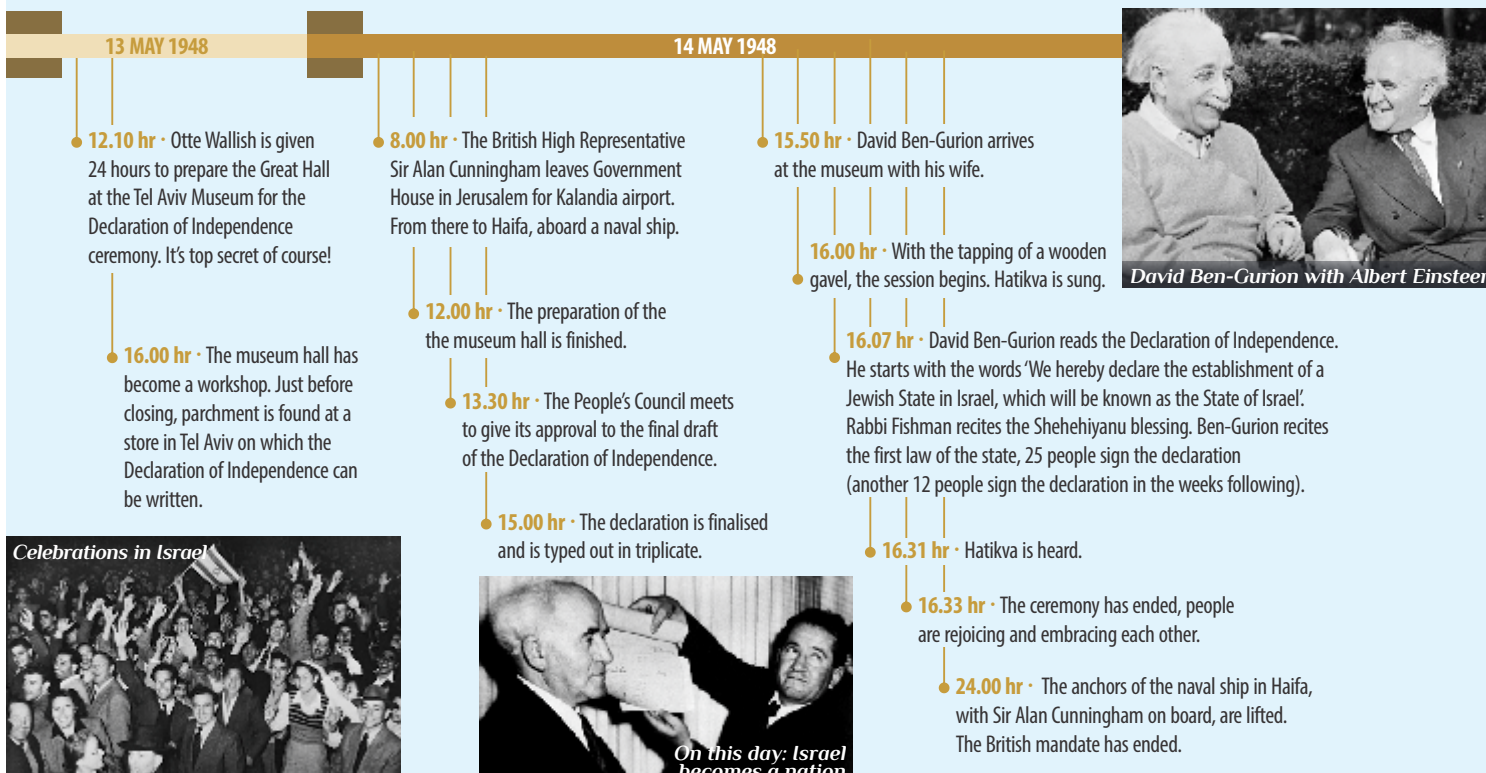 13 MAY 1948
12.10 hr · Otte Wallish is given
24 hours to prepare the Great Hall
at the Tel Aviv Museum for the
Declaration of Independence
ceremony. It's top secret of course!
16.00 hr · The museum hall has
become a workshop. Just before
closing, parchment is found at a
store in Tel Aviv on which the
Declaration of Independence can
be written.
Celebrations in Israel
14 MAY 1948
8.00 hr · The British High Representative
Sir Alan Cunningham leaves Government
House in Jerusalem for Kalandia airport.
From there to Haifa, aboard a naval ship.
12.00 hr · The preparation of the
the museum hall is finished.
13.30 hr · The People's Council meets
to give its approval to the final draft
of the Declaration of Independence.
15.00 hr · The declaration is finalised
and is typed out in triplicate.
On this day: Israel
becomes a nation
15.50 hr · David Ben-Gurion arrives
at the museum with his wife.
16.00 hr · With the tapping of a wooden
gavel, the session begins. Hatikva is sung.
16.07 hr · David Ben-Gurion reads the Declaration of Independence.
He starts with the words ‘We hereby declare the establishment of a
Jewish State in Israel, which will be known as the State of Israel’.
Rabbi Fishman recites the Shehehiyanu blessing. Ben-Gurion recites
the first law of the state, 25 people sign the declaration
(another 12 people sign the declaration in the weeks following).
16.31 hr · Hatikva is heard.
16.33 hr · The ceremony has ended, people
are rejoicing and embracing each other.
24.00 hr · The anchors of the naval ship in Haifa,
with Sir Alan Cunningham on board, are lifted.
The British mandate has ended.
David Ben-Gurion with Albert Einsteen